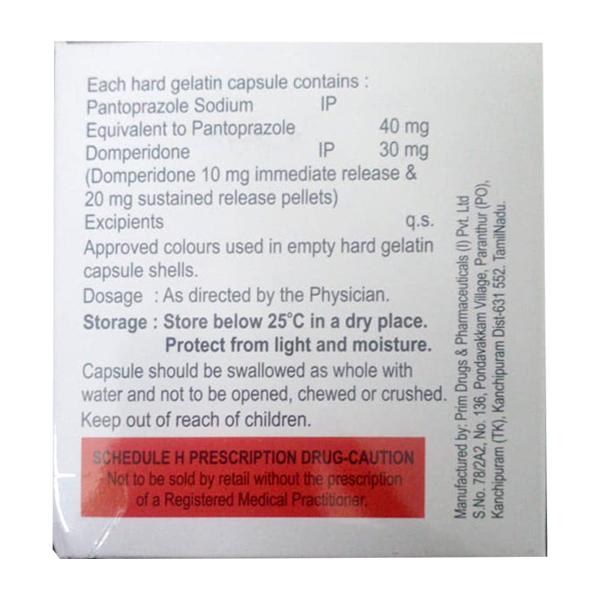 Each hard gelatin capsule contains :
Pantoprazole Sodium IP
Equivalent to Pantoprazole 40 mg
Domperidone IP 30 mg
(Domperidone 10 mg immediate release &
20 mg sustained release pellets)
Excipients q.s.
Approved colours used in empty hard gelatin
capsule shells.
Dosage : As directed by the Physician.
Storage : Store below 25°C in a dry place.
Protect from light and moisture.
Capsule should be swallowed as whole with
water and not to be opened, chewed or crushed.
Keep out of reach of children.
SCHEDULE H PRESCRIPTION DRUG-CAUTION
Not to be sold by retail without the prescription
of a Registered Medical Practitioner.
Manufactured by: Prim Drugs & Pharmaceuticals (I) Pvt. Ltd
S.No. 78/2A2, No. 136, Pondavakkam Village, Paranthur (PO),
Kanchipuram (TK), Kanchipuram Dist-631 552. TamilNadu.